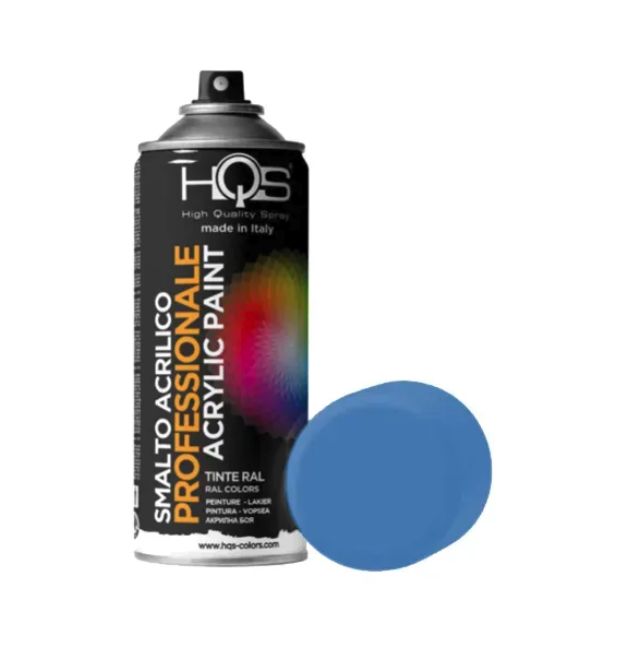 HQS®
High Quality Spray
made in Italy
SMALTO ACRILICO
PROFESSIONALE
ACRYLIC PAINT
TINTE RAL
RAL COLORS
PEINTURE - LAKIER
PINTURA - VOPSEA
АКРИЛНА БОЯ
www.hqs-colors.com